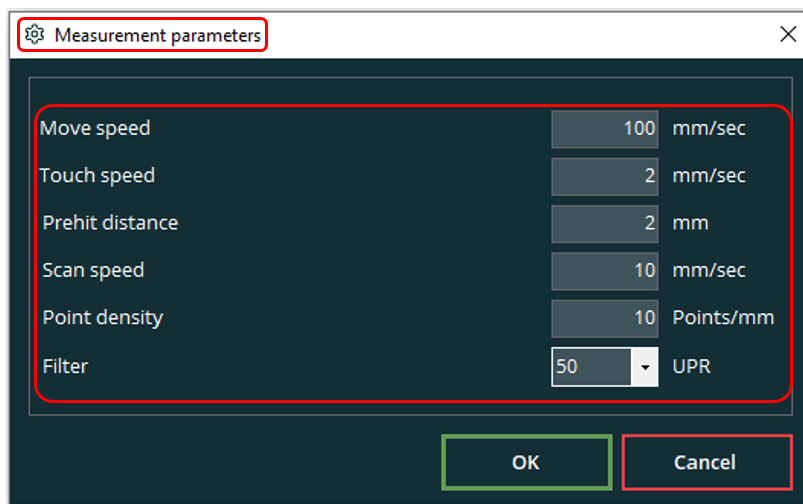 Measurement parameters
Move speed 100 mm/sec
Touch speed 2 mm/sec
Prehit distance 2 mm
Scan speed 10 mm/sec
Point density 10 Points/mm
Filter 50 UPR
OK Cancel